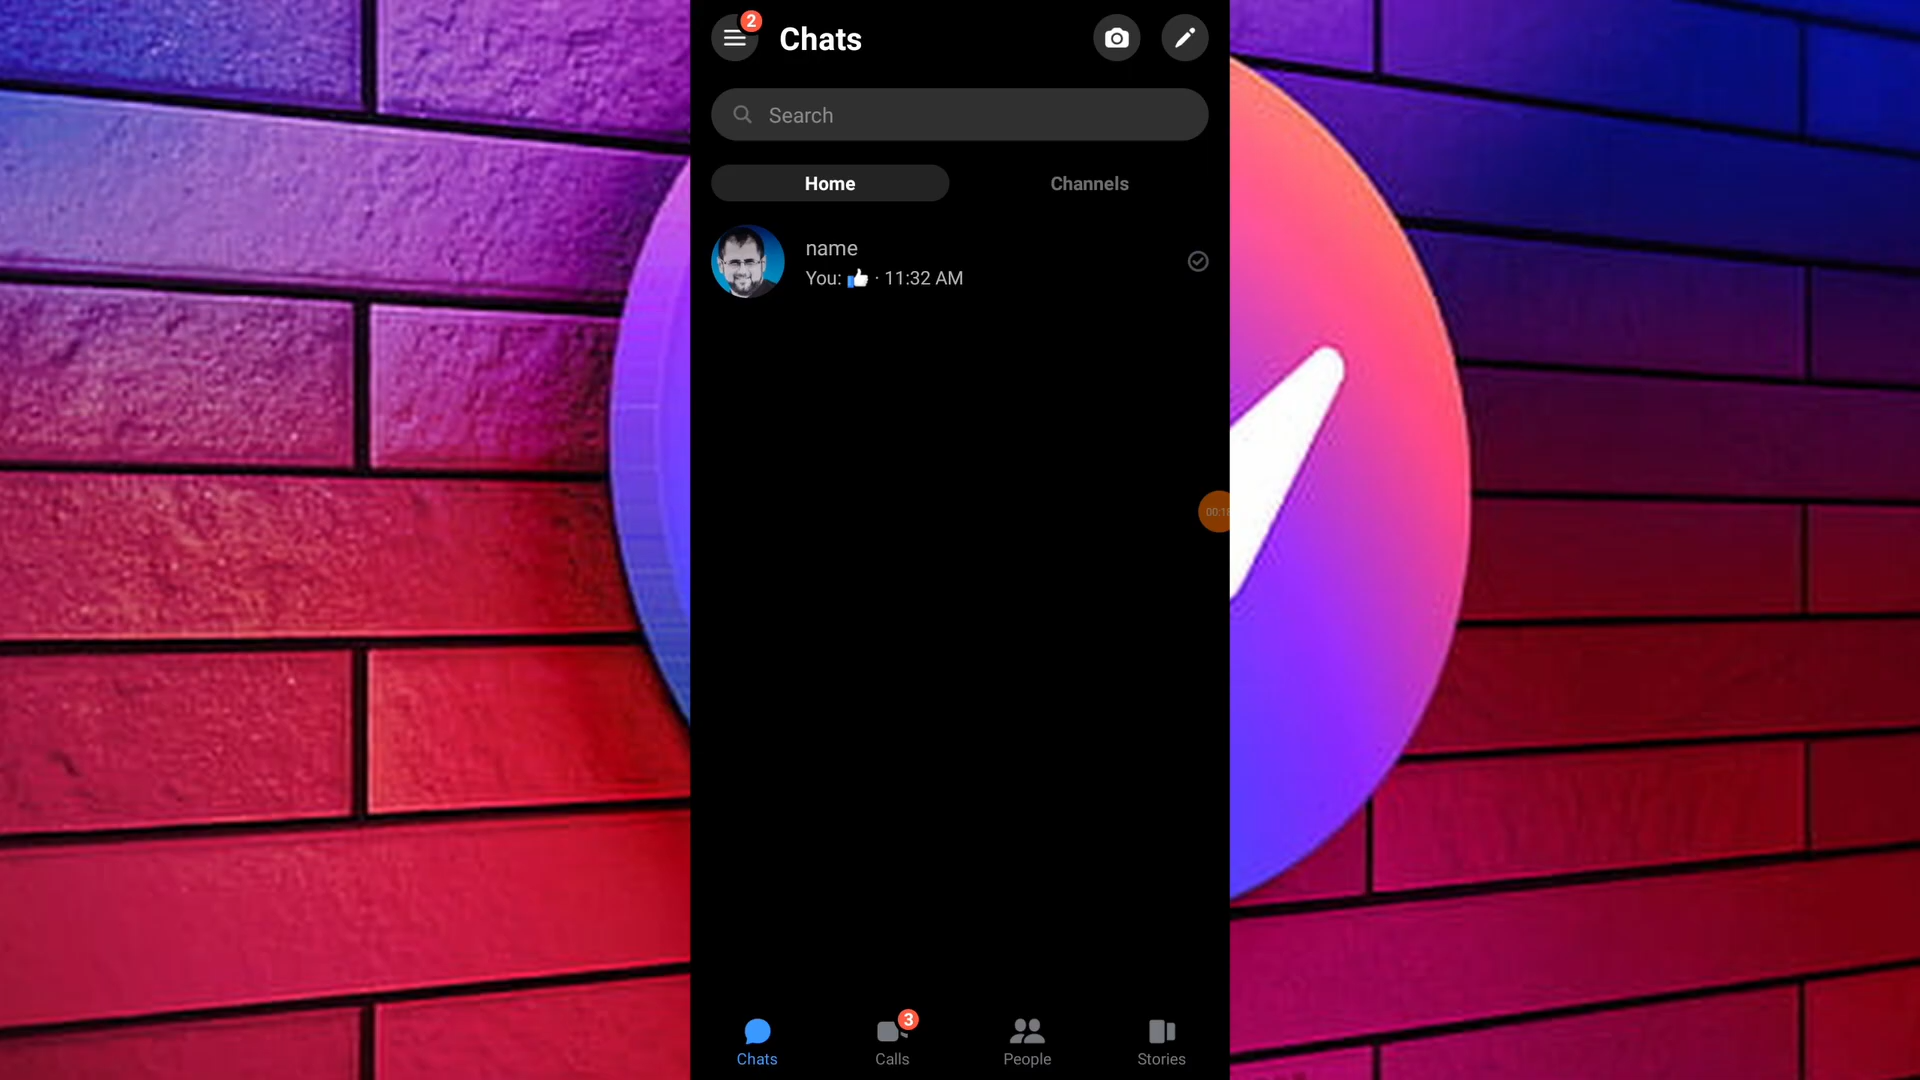 2
Chats
Search
Home
Channels
name
You: 👍 · 11:32 AM
3
Chats
Calls
People
Stories